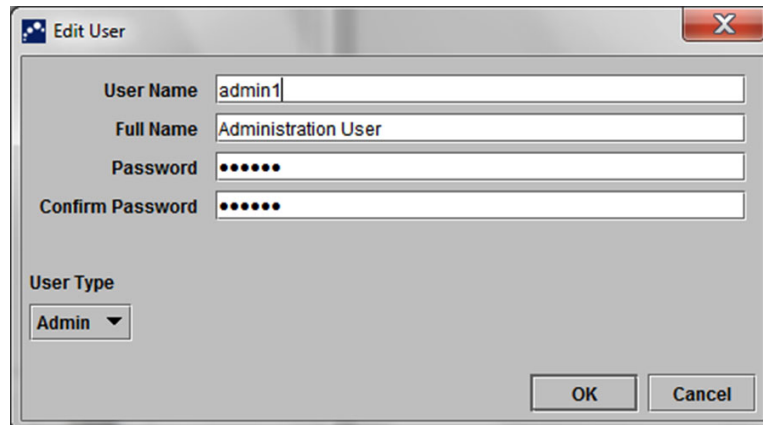 Edit User
User Name admin1
Full Name Administration User
Password ••••••
Confirm Password ••••••
User Type
Admin
OK Cancel